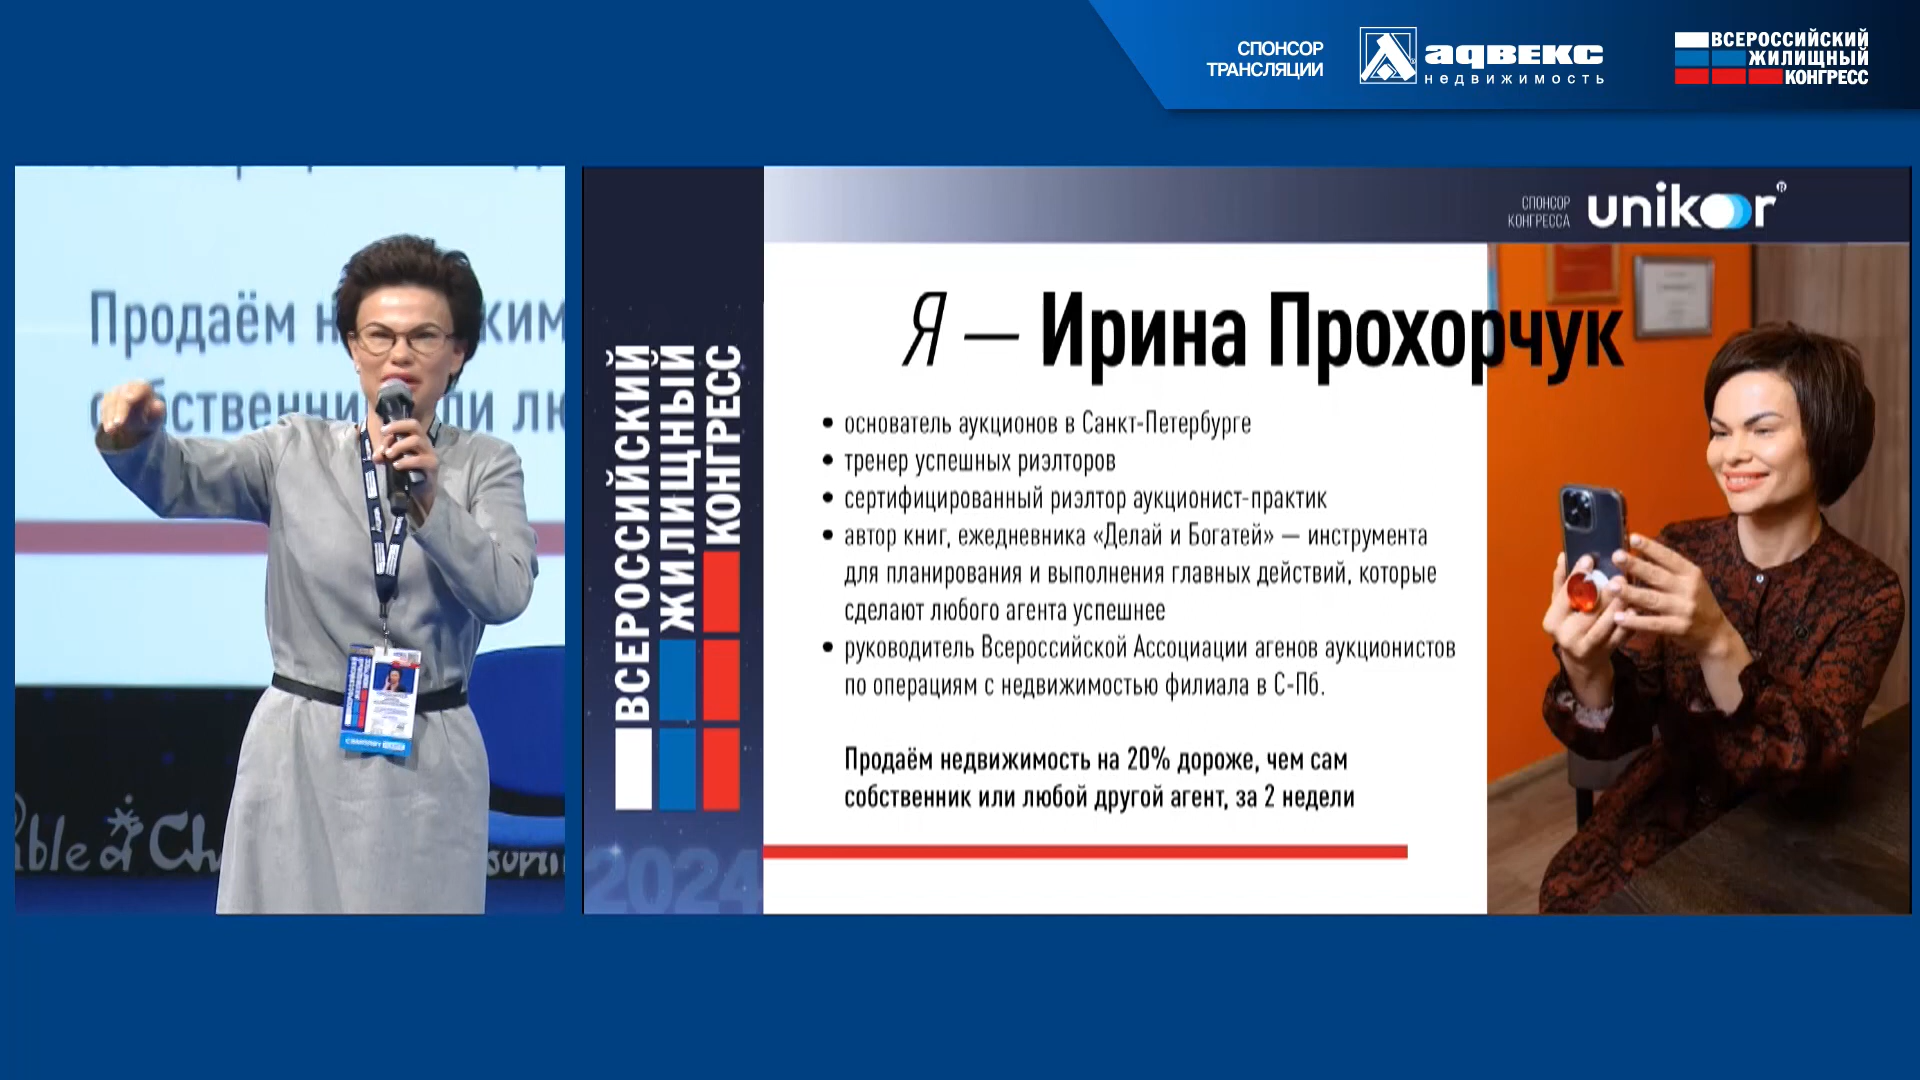 СПОНСОР
ТРАНСЛЯЦИИ
адвекс
недвижимость
ВСЕРОССИЙСКИЙ
ЖИЛИЩНЫЙ
КОНГРЕСС
Продаём н ким
бственни ли лю
ВСЕРОССИЙСКИЙ
ЖИЛИЩНЫЙ
КОНГРЕСС
2024
СПОНСОР
КОНГРЕССА
unikor®
Я — Ирина Прохорчук
• основатель аукционов в Санкт-Петербурге
• тренер успешных риэлторов
• сертифицированный риэлтор аукционист-практик
• автор книг, ежедневника «Делай и Богатей» — инструмента
для планирования и выполнения главных действий, которые
сделают любого агента успешнее
• руководитель Всероссийской Ассоциации агенов аукционистов
по операциям с недвижимостью филиала в С-Пб.
Продаём недвижимость на 20% дороже, чем сам
собственник или любой другой агент, за 2 недели